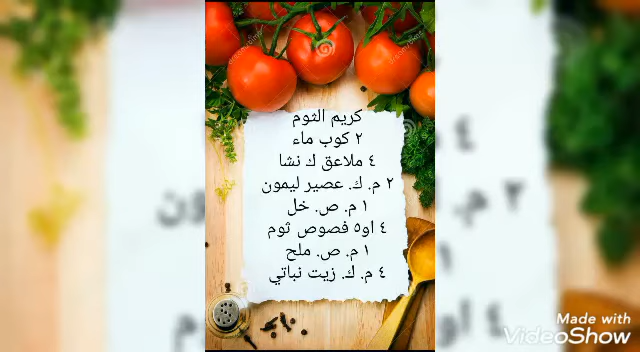 كريم الثوم
٢ كوب ماء
٤ ملاعق ك نشا
٢ م. ك. عصير ليمون
١ م. ص. خل
٤ او٥ فصوص ثوم
١ م. ص. ملح
٤ م. ك. زيت نباتي
Made with
VideoShow